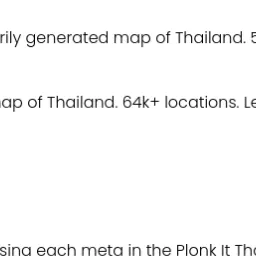 rily generated map of Thailand. 5
ap of Thailand. 64k+ locations. Le
sing each meta in the Plonk It Tha